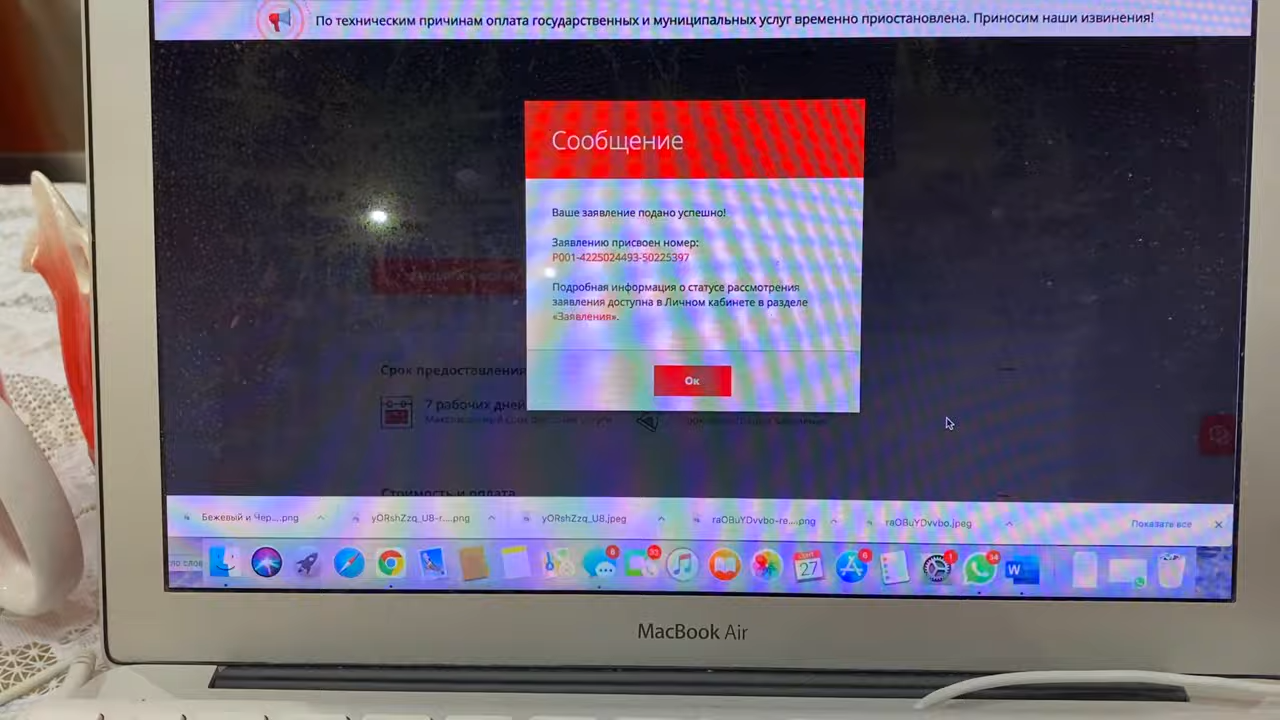 По техническим причинам оплата государственных и муниципальных услуг временно приостановлена. Приносим наши извинения!
Сообщение
Ваше заявление подано успешно!
Заявлению присвоен номер:
P001-4225024493-50225397
Подробная информация о статусе рассмотрения
заявления доступна в Личном кабинете в разделе
«Заявления».
Ок
Срок предоставления
7 рабочих дней
Стоимость и оплата
Бежевый и Чер....png
yORshZzq_U8-r....png
yORshZzq_U8.jpeg
raOBuYDvvbo-re....png
raOBuYDvvbo.jpeg
Показать все
27
W
MacBook Air